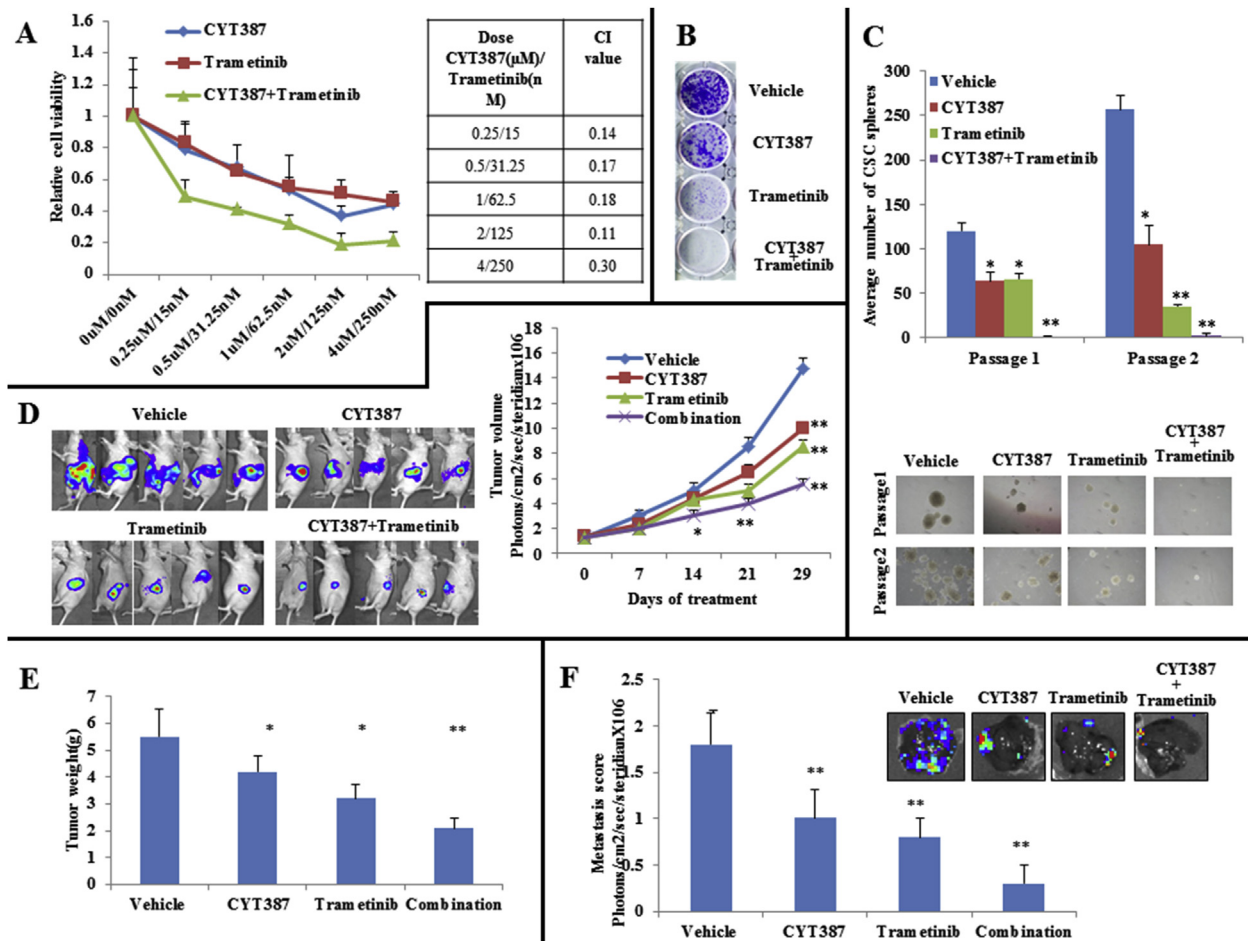 A
CYT387
Trametinib
CYT387+Trametinib
Relative cell viability
1.4
1.2
1
0.8
0.6
0.4
0.2
0
0uM/0nM
0.25uM/15nM
0.5uM/31.25nM
1uM/62.5nM
2uM/125nM
4uM/250nM
Dose
CYT387(µM)/
Trametinib(n
M)
CI
value
0.25/15 0.14
0.5/31.25 0.17
1/62.5 0.18
2/125 0.11
4/250 0.30
B
Vehicle
CYT387
Trametinib
CYT387
+
Trametinib
C
Vehicle
CYT387
Trametinib
CYT387+Trametinib
Average number of CSC spheres
300
250
200
150
100
50
0
* * **
* ** **
Passage 1 Passage 2
Vehicle CYT387 Trametinib
CYT387
+
Trametinib
Passage1
Passage2
D
Vehicle CYT387
Trametinib CYT387+Trametinib
Tumor volume
Photons/cm2/sec/steridianx106
18
16
14
12
10
8
6
4
2
0
Vehicle
CYT387
Trametinib
Combination
**
**
**
* **
0 7 14 21 29
Days of treatment
E
Tumor weight(g)
7
6
5
4
3
2
1
0
* * **
Vehicle CYT387 Trametinib Combination
F
Metastasis score
Photons/cm2/sec/steridianX106
2.5
2
1.5
1
0.5
0
** ** **
Vehicle CYT387 Trametinib Combination
Vehicle CYT387 Trametinib
CYT387
+
Trametinib